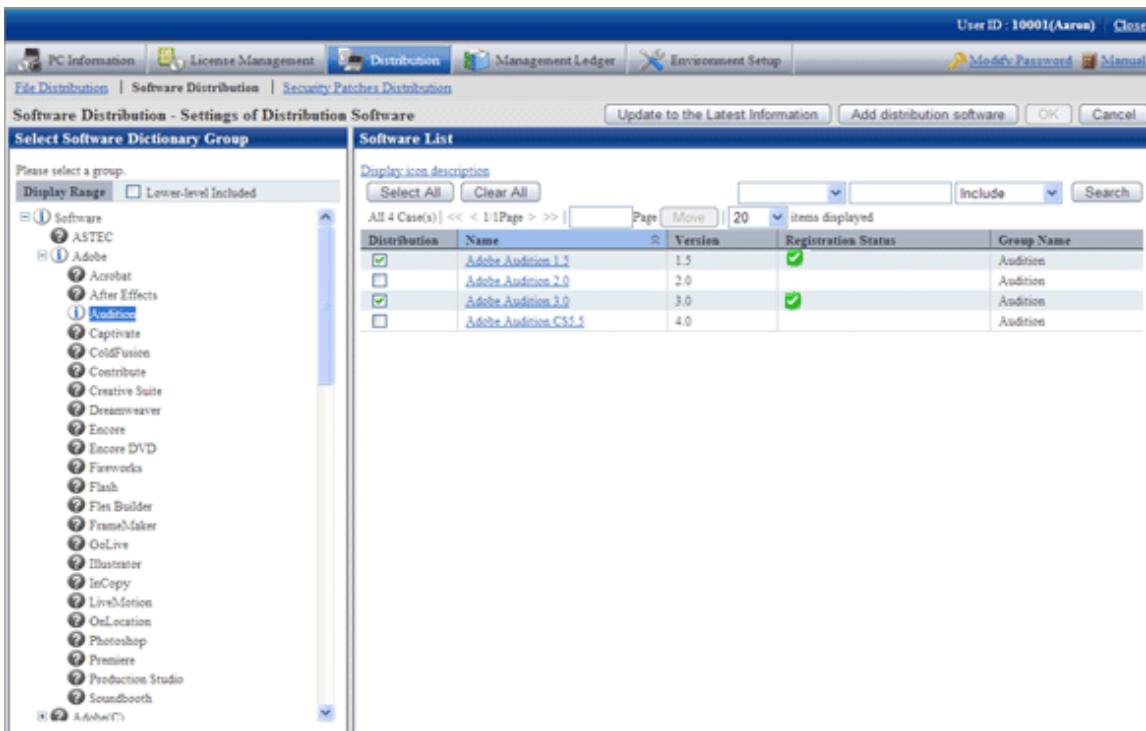 User ID : 10001(Aaron) Close
PC Information License Management Distribution Management Ledger Environment Setup Modify Password Manual
File Distribution | Software Distribution | Security Patches Distribution
Software Distribution - Settings of Distribution Software Update to the Latest Information Add distribution software OK Cancel
Select Software Dictionary Group
Please select a group.
Display Range Lower-level Included
Software
ASTEC
Adobe
Acrobat
After Effects
Audition
Captivate
ColdFusion
Contribute
Creative Suite
Dreamweaver
Encore
Encore DVD
Fireworks
Flash
Flex Builder
FrameMaker
GoLive
Illustrator
InCopy
LiveMotion
OnLocation
Photoshop
Premiere
Production Studio
Soundbooth
Adobe(C)
Software List
Display icon description
Select All Clear All Include Search
All 4 Case(s) | << < 1/1Page > >> | Page Move | 20 items displayed
Distribution Name Version Registration Status Group Name
Adobe Audition 1.5 1.5 Audition
Adobe Audition 2.0 2.0 Audition
Adobe Audition 3.0 3.0 Audition
Adobe Audition CS5.5 4.0 Audition